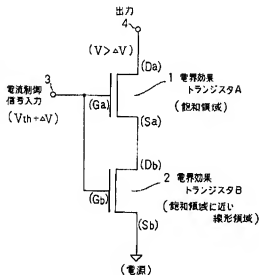 出力
4
(V>ΔV)
(Da)
3
電流制御
信号入力
(Vth+ΔV)
(Ga)
1 電界効果
トランジスタA
(飽和領域)
(Sa)
(Db)
2 電界効果
トランジスタB
(飽和領域に近い
線形領域)
(Gb)
(Sb)
(電源)